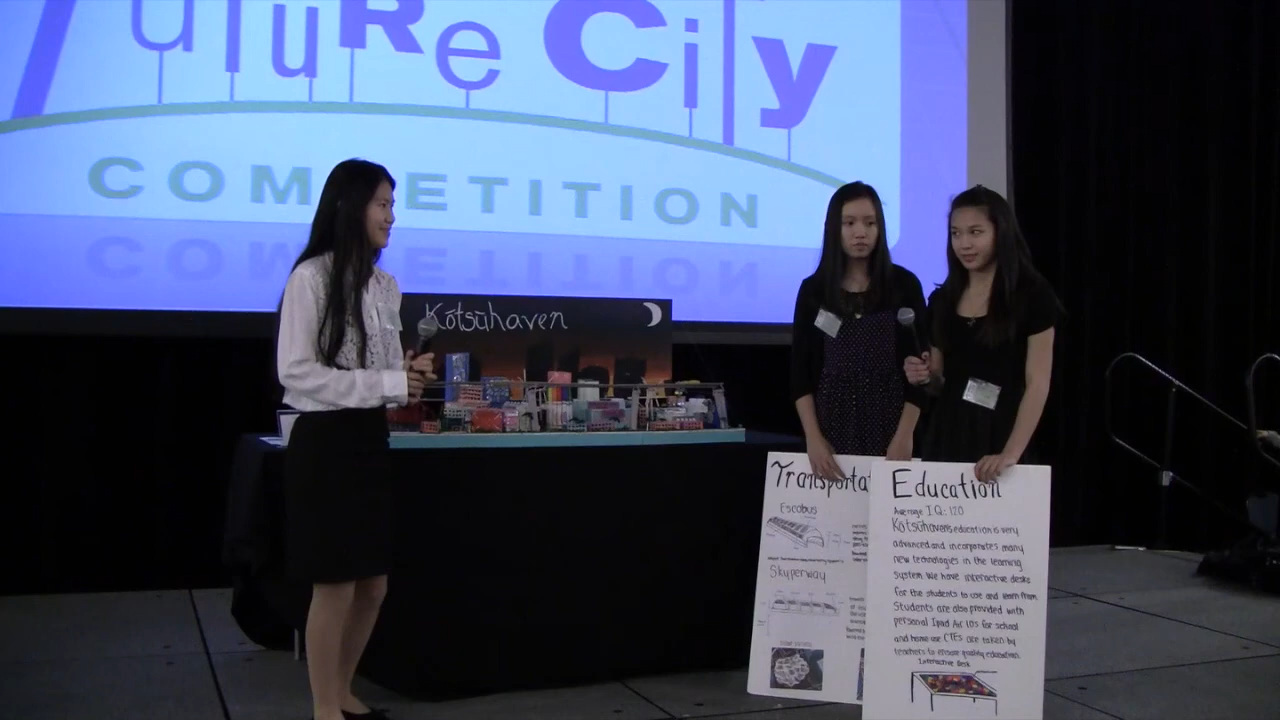 Future City
COMPETITION
Kōtsūhaven
Transporta
Escobus
Skyperway
Education
Average I.Q.: 120
Kōtsūhaven's education is very
advanced and incorporates many
new technologies in the learning
system. We have interactive desks
for the students to use and learn from.
Students are also provided with
personal Ipad Air 10s for school
and home use. CTEs are taken by
teachers to ensure quality education.
Interactive Desk